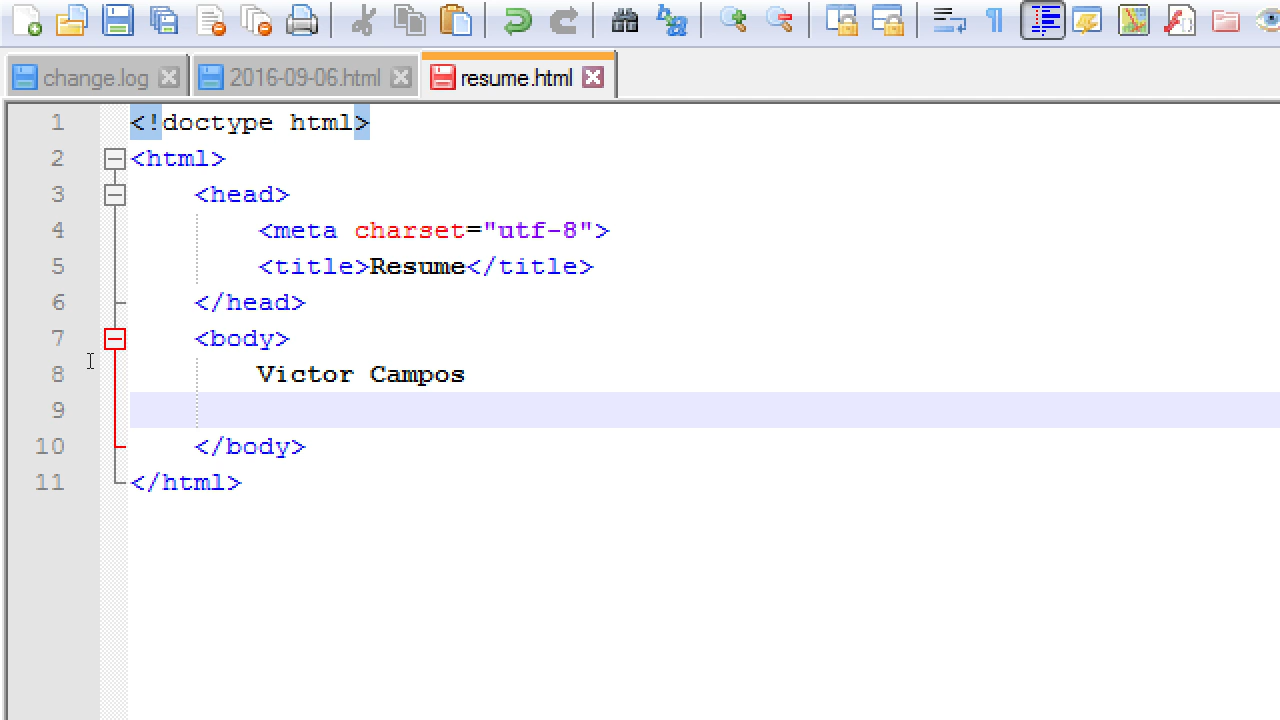 change.log 2016-09-06.html resume.html
1 <!doctype html>
2 <html>
3 <head>
4 <meta charset="utf-8">
5 <title>Resume</title>
6 </head>
7 <body>
8 Victor Campos
9
10 </body>
11 </html>